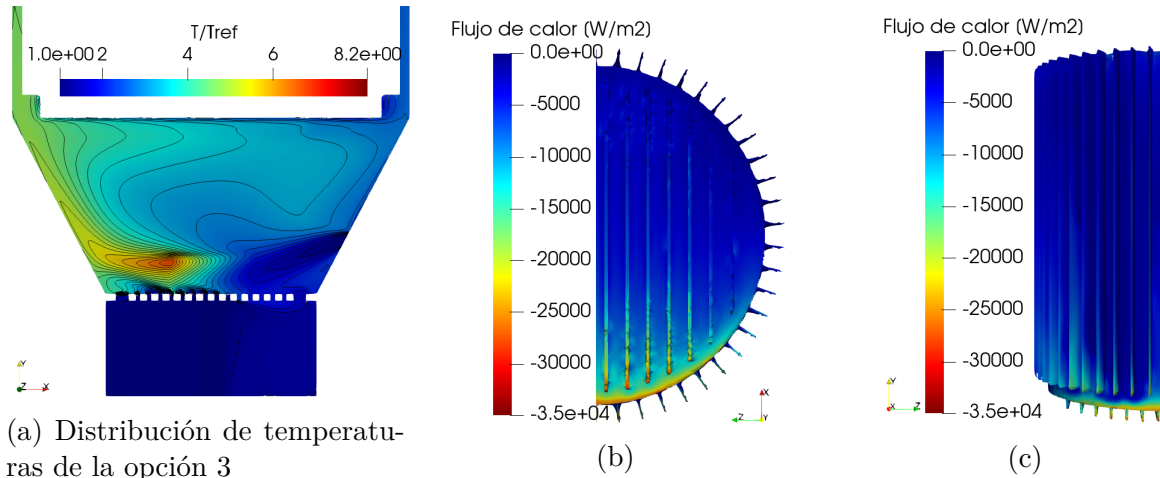 T/Tref
1.0e+00 2 4 6 8.2e+00
Y
Z X
(a) Distribución de temperatu-
ras de la opción 3
Flujo de calor (W/m2)
0.0e+00
-5000
-10000
-15000
-20000
-25000
-30000
-3.5e+04
X
Z Y
(b)
Flujo de calor (W/m2)
0.0e+00
-5000
-10000
-15000
-20000
-25000
-30000
-3.5e+04
Y
X Z
(c)